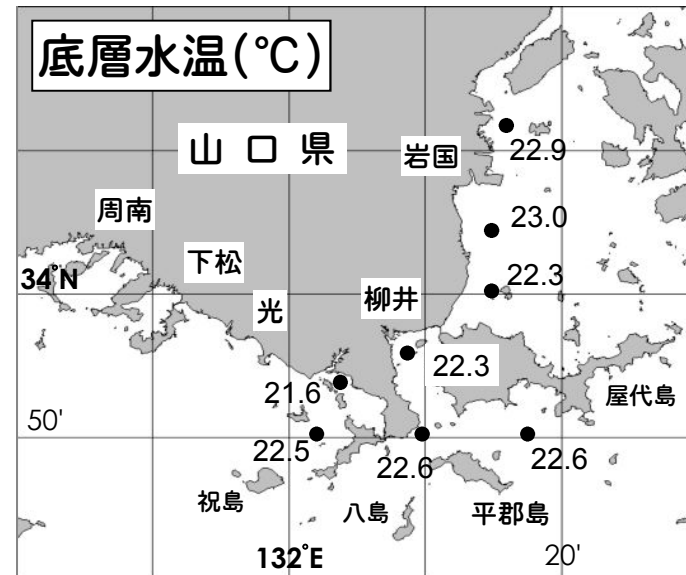 底層水温(℃)
山口県
岩国
22.9
周南
23.0
下松
34°N
22.3
光
柳井
22.3
21.6
屋代島
50'
22.5
22.6
22.6
祝島
八島
平郡島
132°E
20'